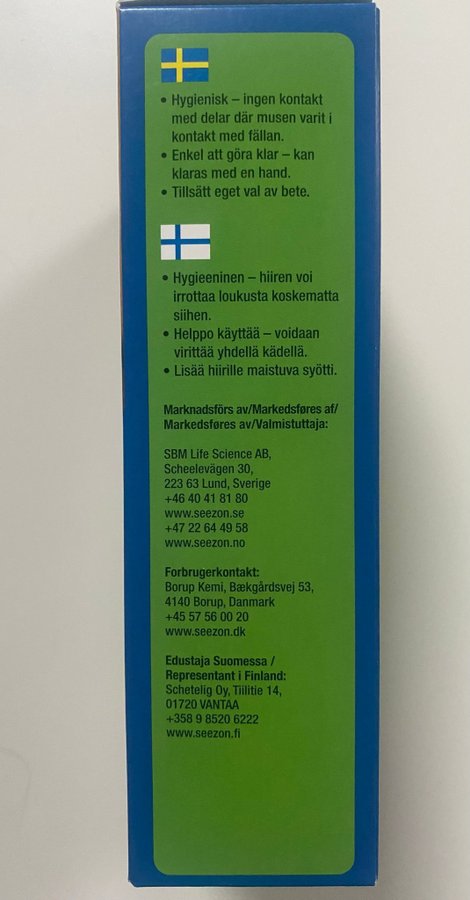 • Hygienisk – ingen kontakt
med delar där musen varit i
kontakt med fällan.
• Enkel att göra klar – kan
klaras med en hand.
• Tillsätt eget val av bete.
• Hygieeninen – hiiren voi
irrottaa loukusta koskematta
siihen.
• Helppo käyttää – voidaan
virittää yhdellä kädellä.
• Lisää hiirille maistuva syötti.
Marknadsförs av/Markedsføres af/
Markedsføres av/Valmistuttaja:
SBM Life Science AB,
Scheelevägen 30,
223 63 Lund, Sverige
+46 40 41 81 80
www.seezon.se
+47 22 64 49 58
www.seezon.no
Forbrugerkontakt:
Borup Kemi, Bækgårdsvej 53,
4140 Borup, Danmark
+45 57 56 00 20
www.seezon.dk
Edustaja Suomessa /
Representant i Finland:
Schetelig Oy, Tiilitie 14,
01720 VANTAA
+358 9 8520 6222
www.seezon.fi